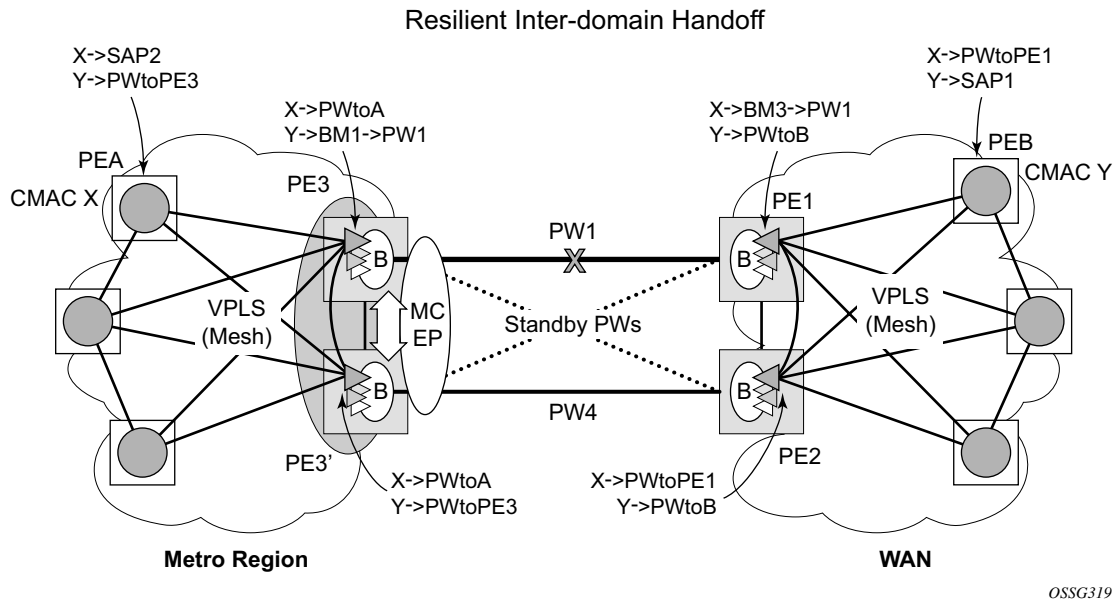 Resilient Inter-domain Handoff
X->SAP2
Y->PWtoPE3
X->PWtoA
Y->BM1->PW1
X->BM3->PW1
Y->PWtoB
X->PWtoPE1
Y->SAP1
PEA
CMAC X
PE3
PE1
PEB
CMAC Y
PW1
B
B
VPLS
(Mesh)
MC
EP
Standby PWs
VPLS
(Mesh)
B
B
PW4
PE3’
PE2
X->PWtoA
Y->PWtoPE3
X->PWtoPE1
Y->PWtoB
Metro Region
WAN
OSSG319